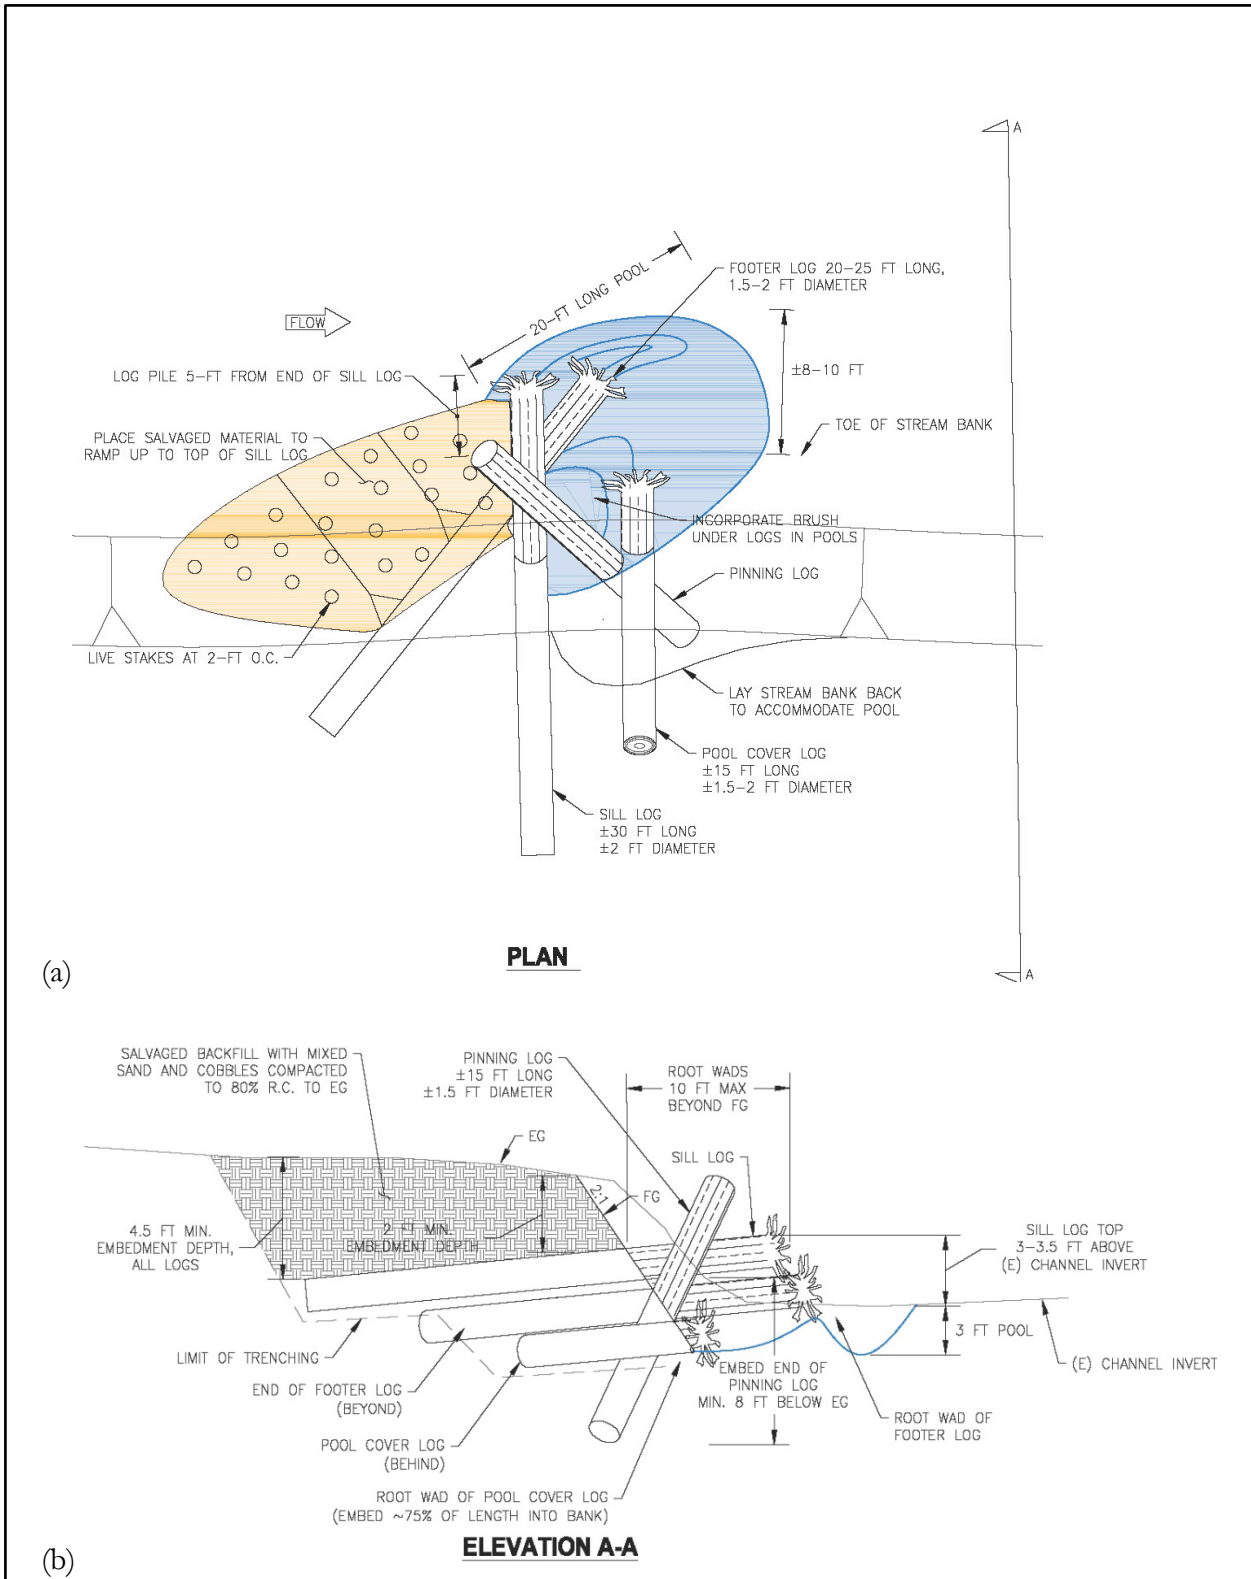 A
FOOTER LOG 20-25 FT LONG,
1.5-2 FT DIAMETER
20-FT LONG POOL
FLOW
±8-10 FT
LOG PILE 5-FT FROM END OF SILL LOG
TOE OF STREAM BANK
PLACE SALVAGED MATERIAL TO
RAMP UP TO TOP OF SILL LOG
INCORPORATE BRUSH
UNDER LOGS IN POOLS
PINNING LOG
LIVE STAKES AT 2-FT O.C.
LAY STREAM BANK BACK
TO ACCOMMODATE POOL
POOL COVER LOG
±15 FT LONG
±1.5-2 FT DIAMETER
SILL LOG
±30 FT LONG
±2 FT DIAMETER
PLAN
(a)
A
SALVAGED BACKFILL WITH MIXED
SAND AND COBBLES COMPACTED
TO 80% R.C. TO EG
PINNING LOG
±15 FT LONG
±1.5 FT DIAMETER
ROOT WADS
10 FT MAX
BEYOND FG
EG
SILL LOG
2:1
FG
4.5 FT MIN.
EMBEDMENT DEPTH,
ALL LOGS
2 FT MIN.
EMBEDMENT DEPTH
SILL LOG TOP
3-3.5 FT ABOVE
(E) CHANNEL INVERT
3 FT POOL
LIMIT OF TRENCHING
(E) CHANNEL INVERT
END OF FOOTER LOG
(BEYOND)
EMBED END OF
PINNING LOG
MIN. 8 FT BELOW EG
ROOT WAD OF
FOOTER LOG
POOL COVER LOG
(BEHIND)
ROOT WAD OF POOL COVER LOG
(EMBED ~75% OF LENGTH INTO BANK)
ELEVATION A-A
(b)